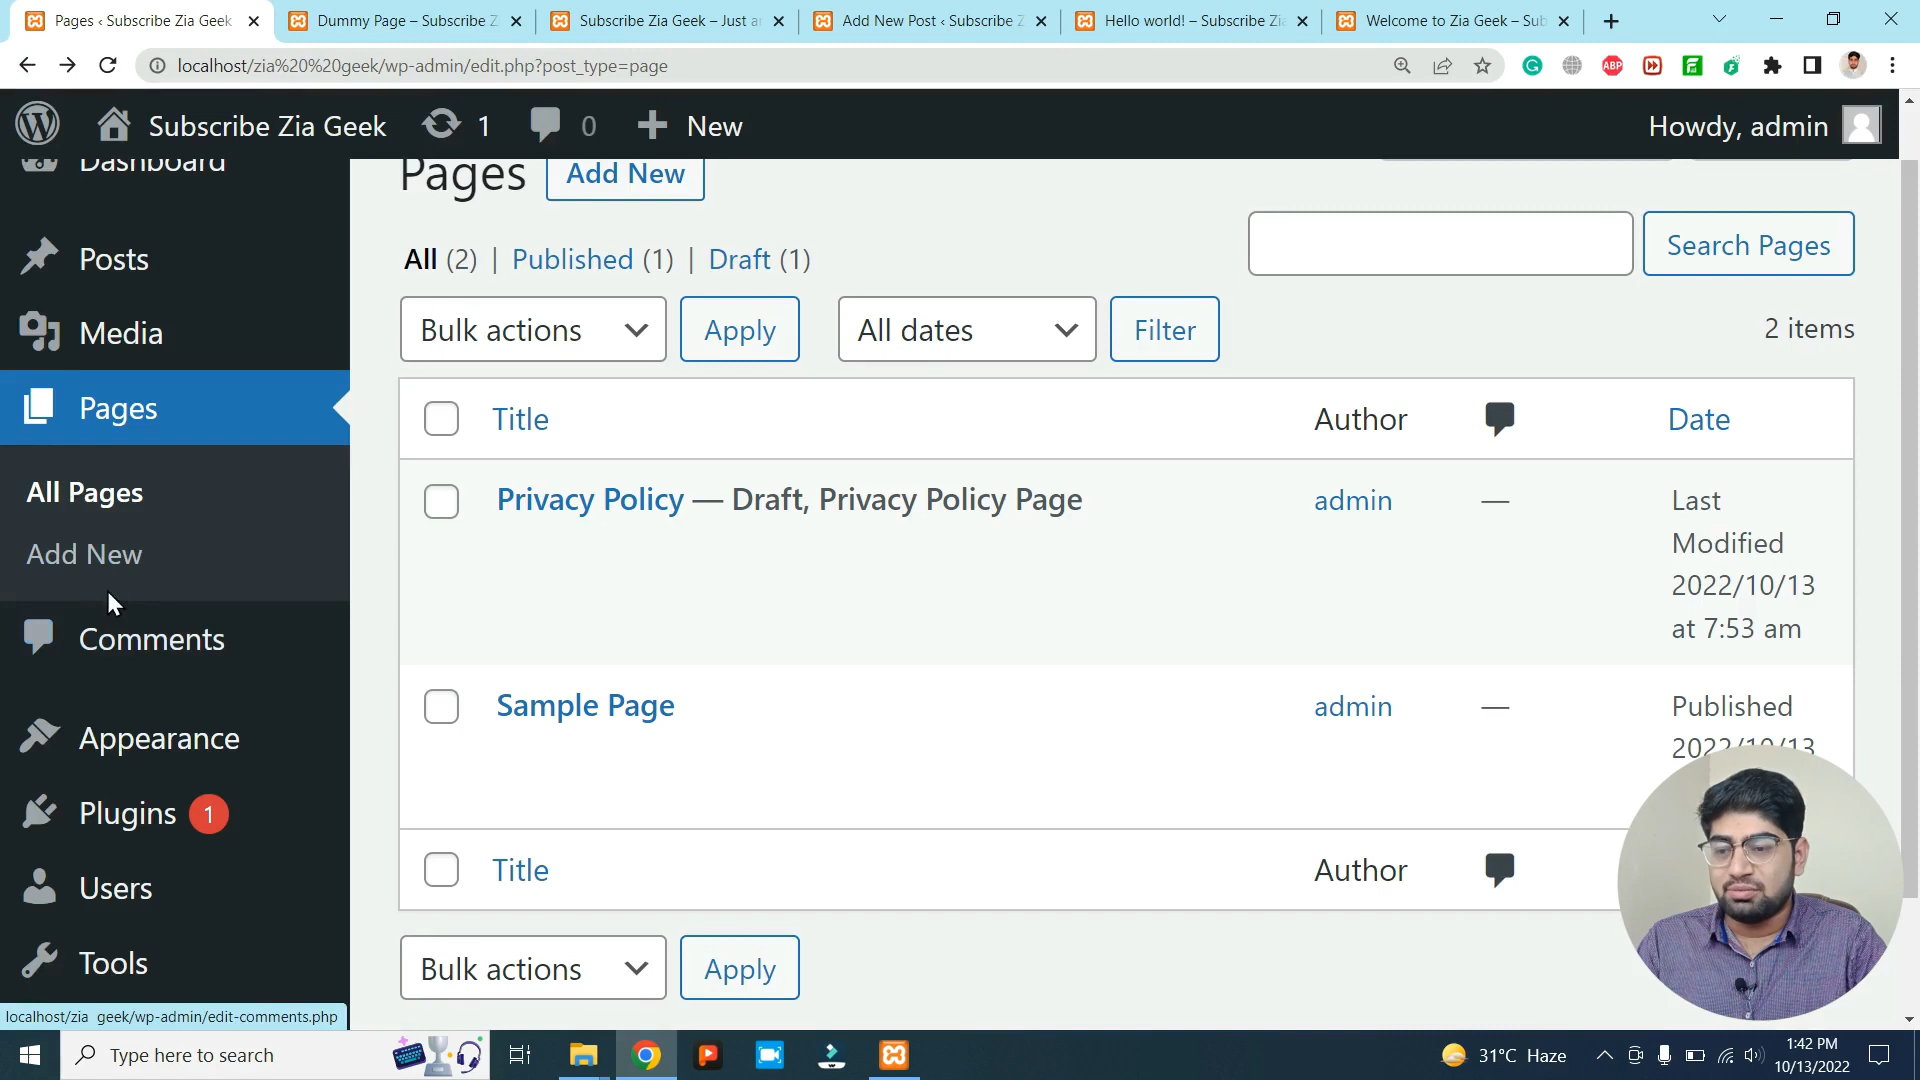 Pages ‹ Subscribe Zia Geek
Dummy Page – Subscribe Z
Subscribe Zia Geek – Just a
Add New Post ‹ Subscribe Z
Hello world! – Subscribe Zia
Welcome to Zia Geek – Sub
localhost/zia%20%20geek/wp-admin/edit.php?post_type=page
ABP
Subscribe Zia Geek 1 0 New
Howdy, admin
Dashboard
Posts
Media
Pages
All Pages
Add New
Comments
Appearance
Plugins 1
Users
Tools
localhost/zia geek/wp-admin/edit-comments.php
Pages Add New
Search Pages
All (2) | Published (1) | Draft (1)
Bulk actions Apply All dates Filter 2 items
Title Author Date
Privacy Policy — Draft, Privacy Policy Page admin — Last
Modified
2022/10/13
at 7:53 am
Sample Page admin — Published
2022/10/13
Title Author
Bulk actions Apply
Type here to search
31°C Haze
1:42 PM
10/13/2022